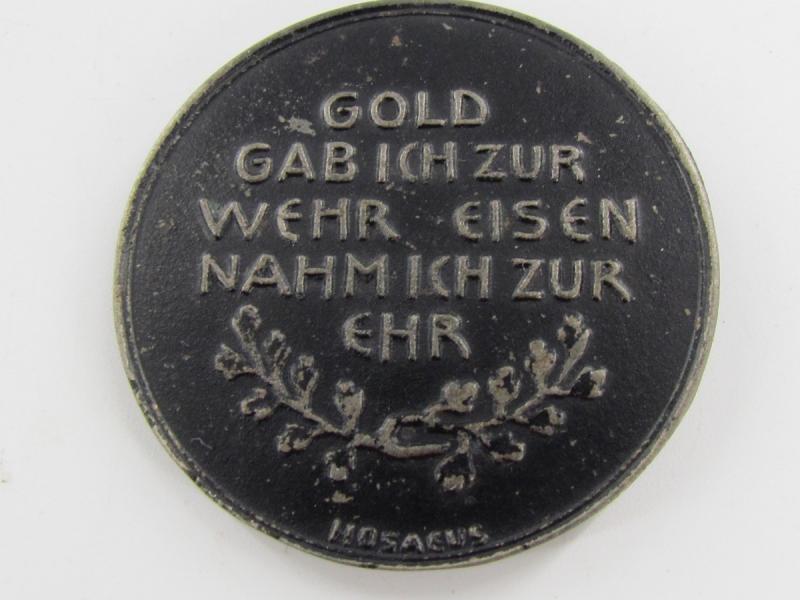 GOLD
GAB ICH ZUR
WEHR EISEN
NAHM ICH ZUR
EHR
HOSAEUS